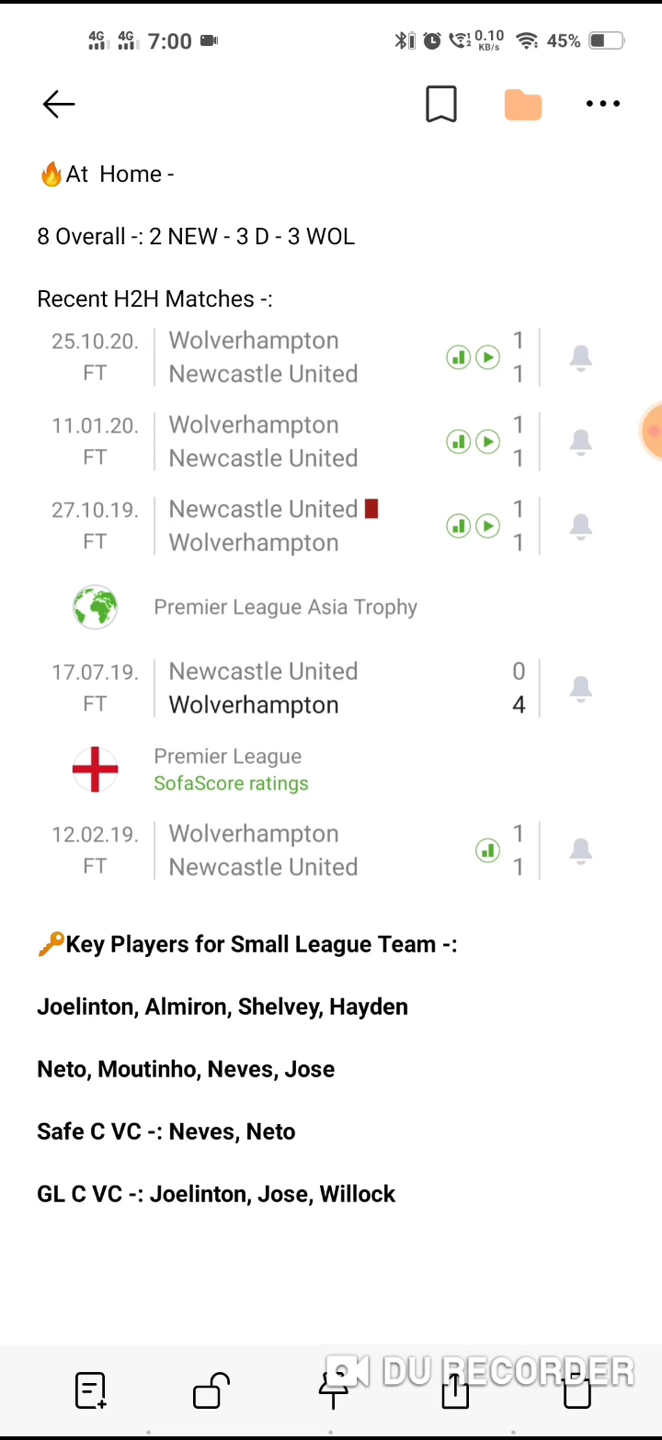 4G 4G 7:00 2 0.10 KB/s 45%
🔥At Home -
8 Overall -: 2 NEW - 3 D - 3 WOL
Recent H2H Matches -:
25.10.20. Wolverhampton 1
FT Newcastle United 1
11.01.20. Wolverhampton 1
FT Newcastle United 1
27.10.19. Newcastle United 1
FT Wolverhampton 1
Premier League Asia Trophy
17.07.19. Newcastle United 0
FT Wolverhampton 4
Premier League
SofaScore ratings
12.02.19. Wolverhampton 1
FT Newcastle United 1
🔑Key Players for Small League Team -:
Joelinton, Almiron, Shelvey, Hayden
Neto, Moutinho, Neves, Jose
Safe C VC -: Neves, Neto
GL C VC -: Joelinton, Jose, Willock
DU RECORDER